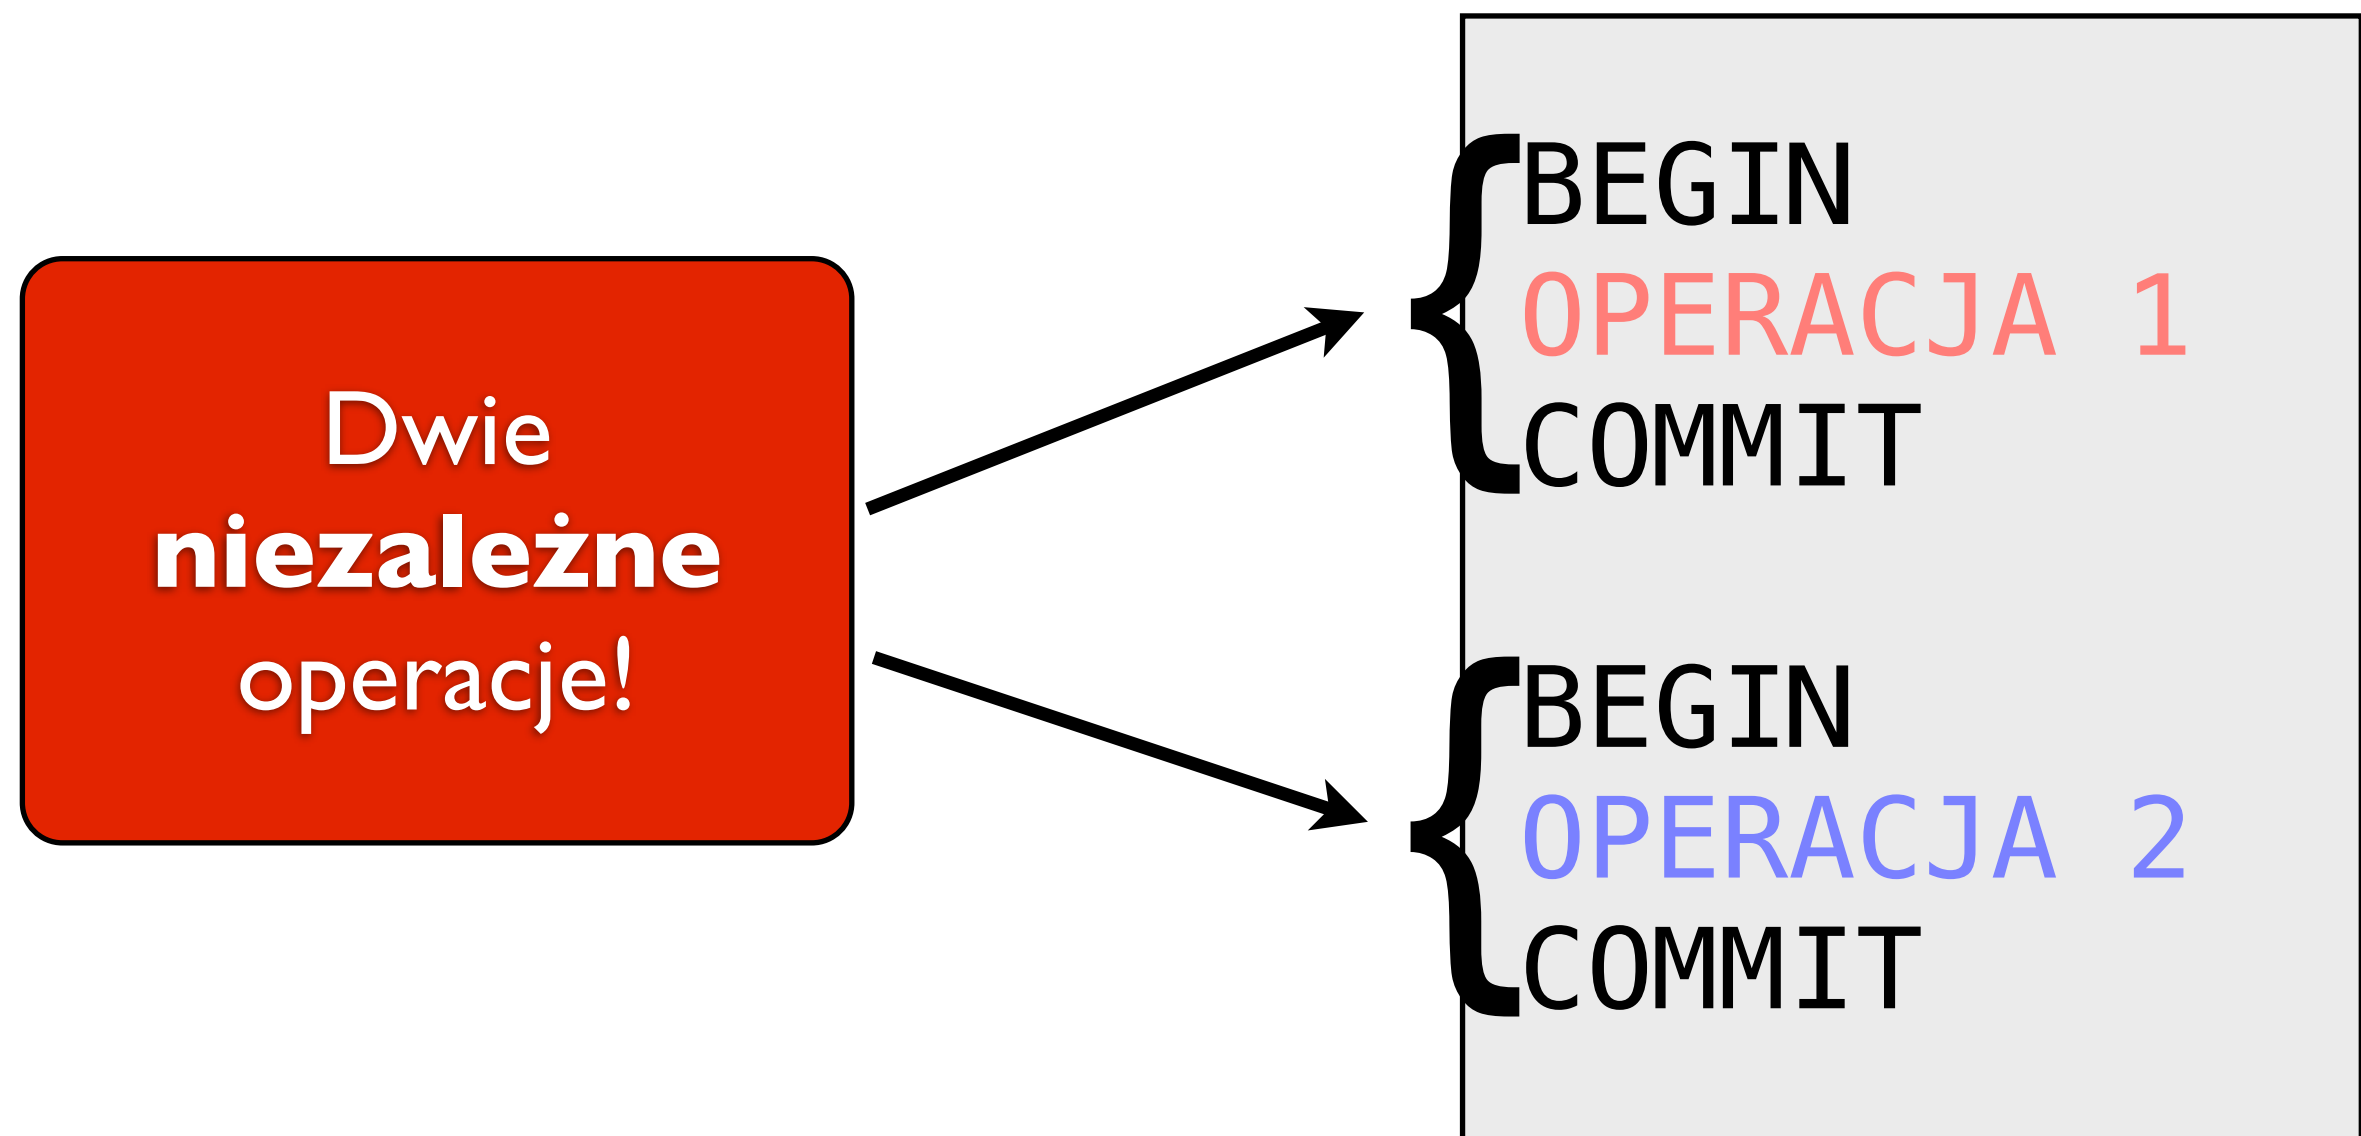 Dwie
niezależne
operacje!
BEGIN
OPERACJA 1
COMMIT
BEGIN
OPERACJA 2
COMMIT